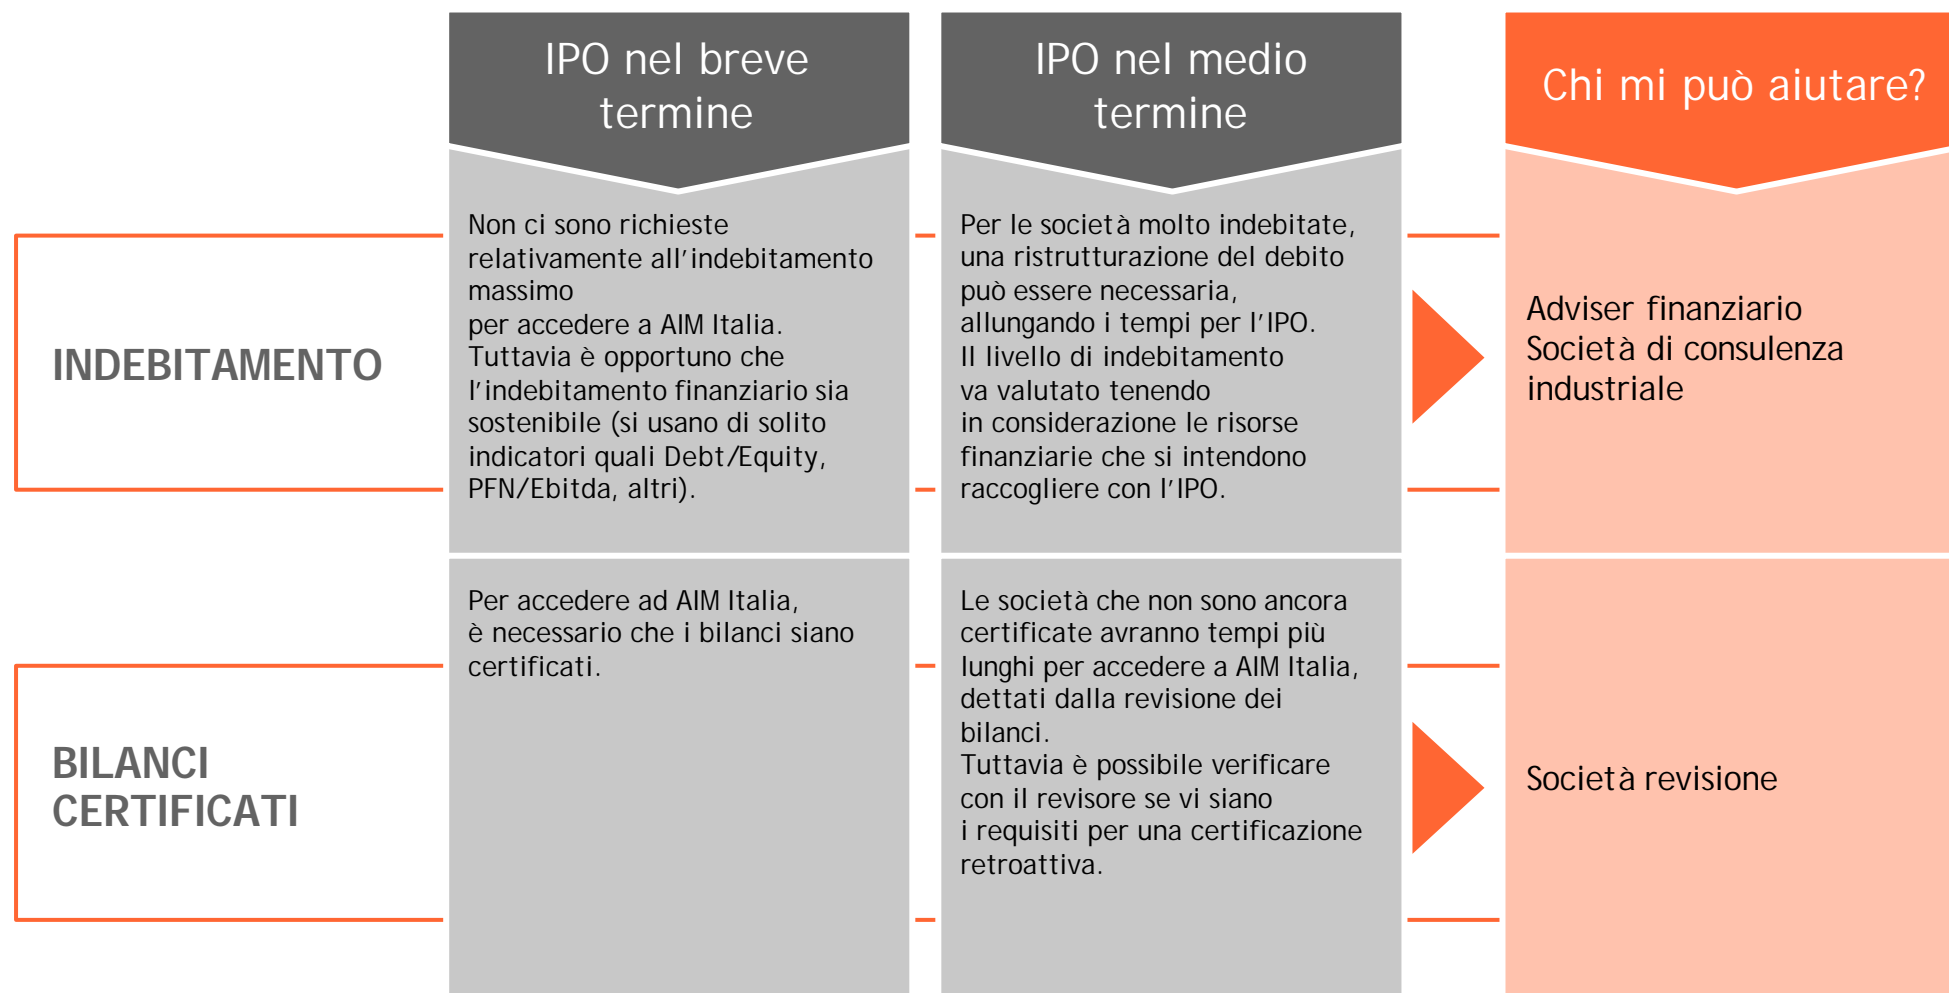 IPO nel breve
termine
IPO nel medio
termine
Chi mi può aiutare?
INDEBITAMENTO
Non ci sono richieste
relativamente all’indebitamento
massimo
per accedere a AIM Italia.
Tuttavia è opportuno che
l’indebitamento finanziario sia
sostenibile (si usano di solito
indicatori quali Debt/Equity,
PFN/Ebitda, altri).
Per le società molto indebitate,
una ristrutturazione del debito
può essere necessaria,
allungando i tempi per l’IPO.
Il livello di indebitamento
va valutato tenendo
in considerazione le risorse
finanziarie che si intendono
raccogliere con l’IPO.
Adviser finanziario
Società di consulenza
industriale
BILANCI
CERTIFICATI
Per accedere ad AIM Italia,
è necessario che i bilanci siano
certificati.
Le società che non sono ancora
certificate avranno tempi più
lunghi per accedere a AIM Italia,
dettati dalla revisione dei
bilanci.
Tuttavia è possibile verificare
con il revisore se vi siano
i requisiti per una certificazione
retroattiva.
Società revisione